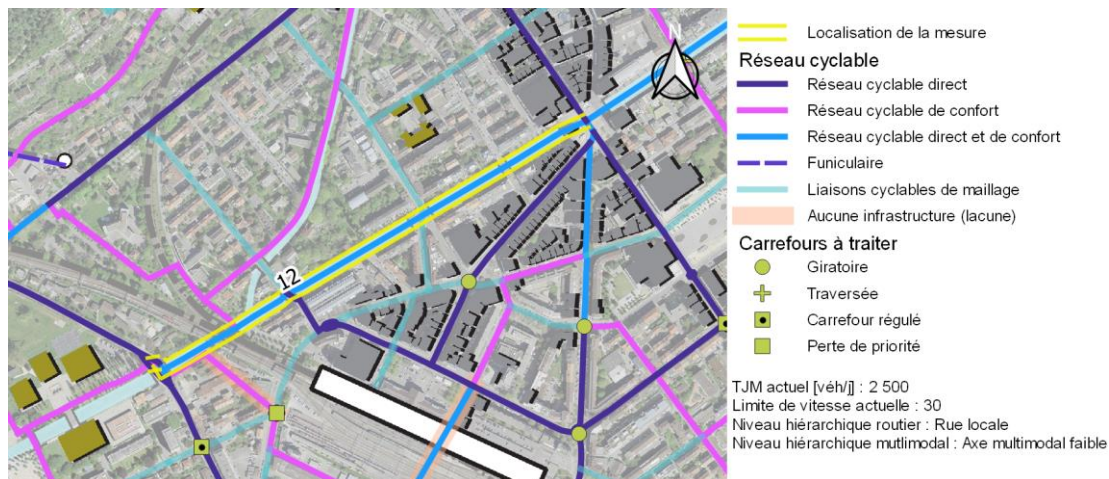 N
12
Localisation de la mesure
Réseau cyclable
Réseau cyclable direct
Réseau cyclable de confort
Réseau cyclable direct et de confort
Funiculaire
Liaisons cyclables de maillage
Aucune infrastructure (lacune)
Carrefours à traiter
Giratoire
Traversée
Carrefour régulé
Perte de priorité
TJM actuel [véh/j] : 2 500
Limite de vitesse actuelle : 30
Niveau hiérarchique routier : Rue locale
Niveau hiérarchique mutlimodal : Axe multimodal faible